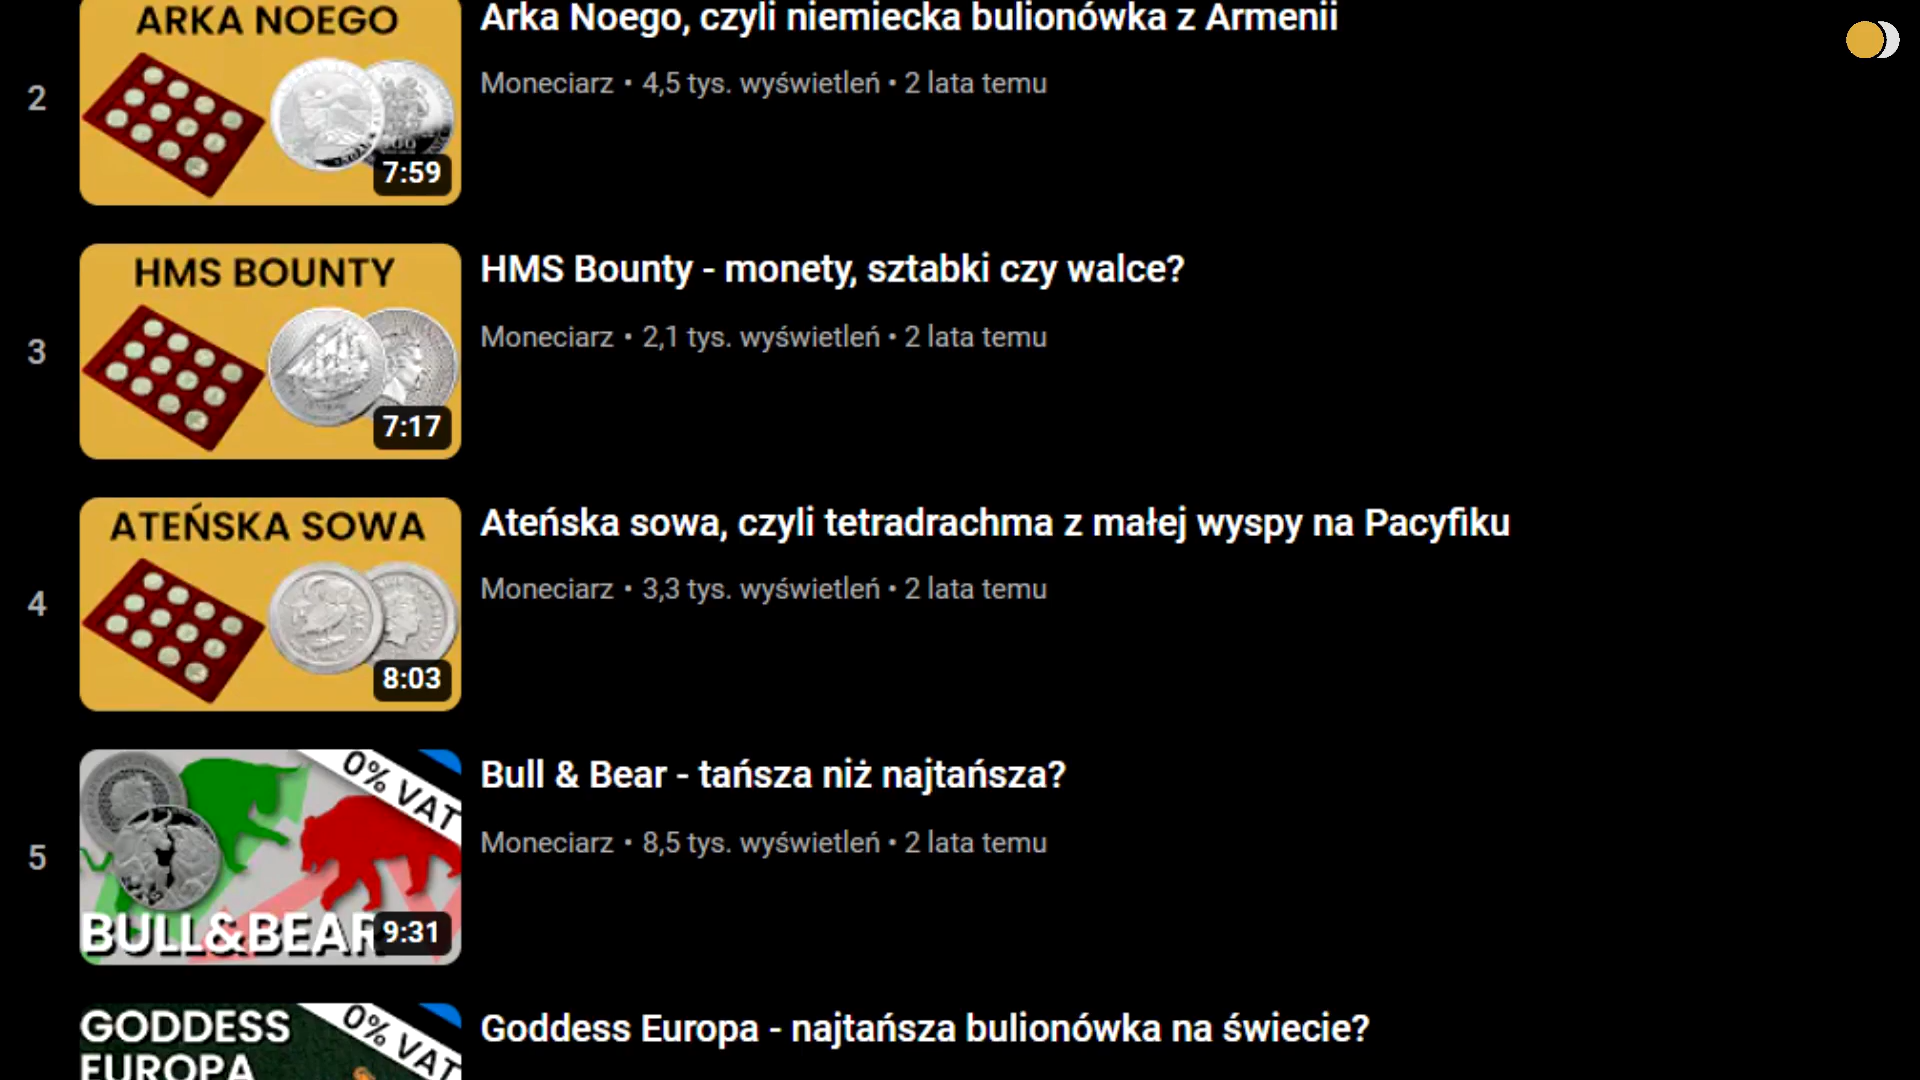 2
ARKA NOEGO
7:59
Arka Noego, czyli niemiecka bulionówka z Armenii
Moneciarz • 4,5 tys. wyświetleń • 2 lata temu
3
HMS BOUNTY
7:17
HMS Bounty - monety, sztabki czy walce?
Moneciarz • 2,1 tys. wyświetleń • 2 lata temu
4
ATEŃSKA SOWA
8:03
Ateńska sowa, czyli tetradrachma z małej wyspy na Pacyfiku
Moneciarz • 3,3 tys. wyświetleń • 2 lata temu
5
0% VAT
BULL&BEAR
9:31
Bull & Bear - tańsza niż najtańsza?
Moneciarz • 8,5 tys. wyświetleń • 2 lata temu
GODDESS
EUROPA
0% VAT
Goddess Europa - najtańsza bulionówka na świecie?